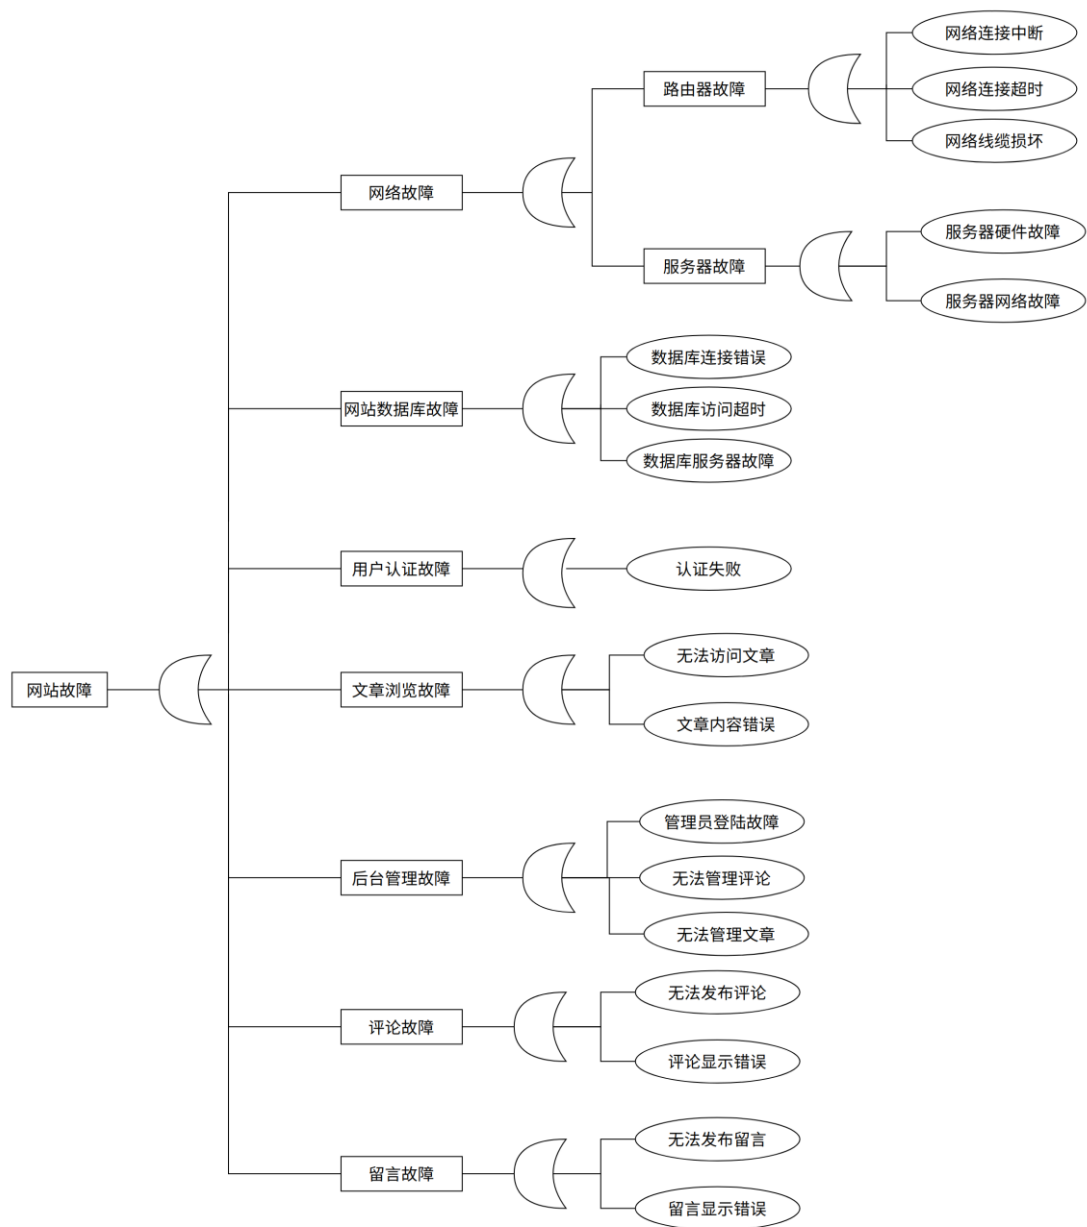 网站故障
网络故障
路由器故障
网络连接中断
网络连接超时
网络线缆损坏
服务器故障
服务器硬件故障
服务器网络故障
网站数据库故障
数据库连接错误
数据库访问超时
数据库服务器故障
用户认证故障
认证失败
文章浏览故障
无法访问文章
文章内容错误
后台管理故障
管理员登陆故障
无法管理评论
无法管理文章
评论故障
无法发布评论
评论显示错误
留言故障
无法发布留言
留言显示错误